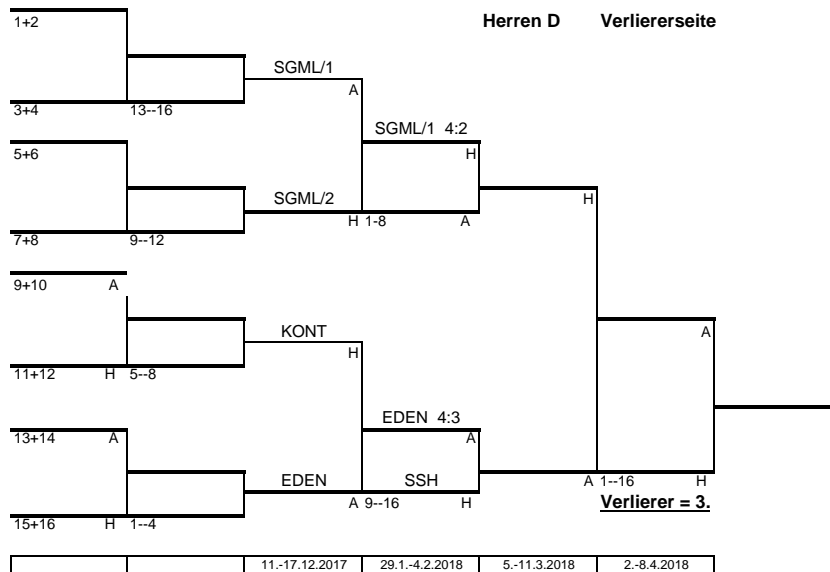 Herren D Verliererseite
1+2
SGML/1
A
3+4 13--16
SGML/1 4:2
5+6 H
SGML/2 H
H 1-8 A
7+8 9--12
9+10 A
KONT A
H
11+12 H 5--8
EDEN 4:3
13+14 A A
EDEN SSH A 1--16 H
A 9--16 H Verlierer = 3.
15+16 H 1--4
11.-17.12.2017 29.1.-4.2.2018 5.-11.3.2018 2.-8.4.2018